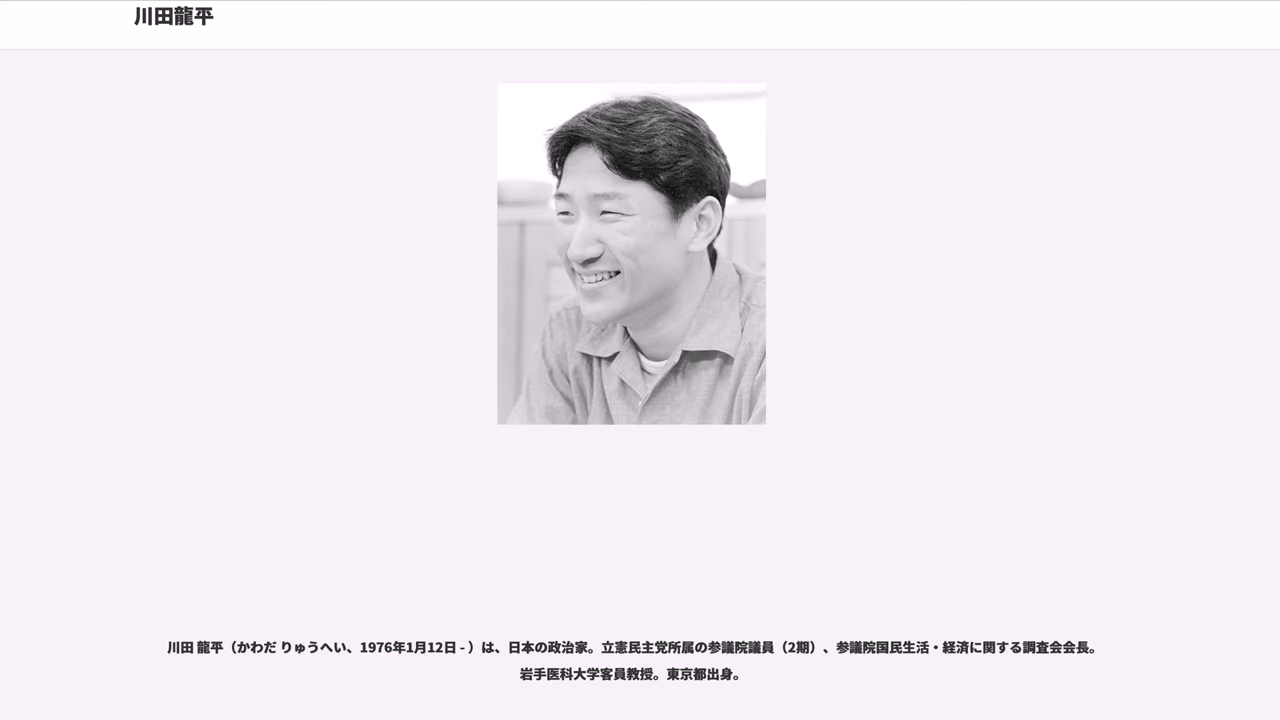 川田龍平
川田 龍平（かわだ りゅうへい、1976年1月12日 - ）は、日本の政治家。立憲民主党所属の参議院議員（2期）、参議院国民生活・経済に関する調査会会長。
岩手医科大学客員教授。東京都出身。